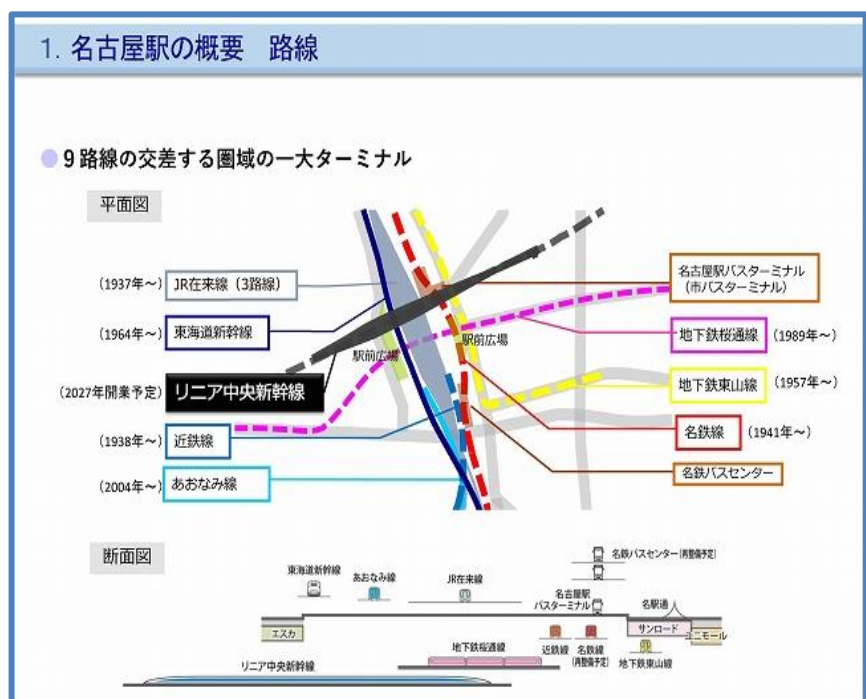 1. 名古屋駅の概要 路線
9路線の交差する圏域の一大ターミナル
平面図
(1937年~)
JR在来線(3路線)
(1964年~)
東海道新幹線
(2027年開業予定)
リニア中央新幹線
(1938年~)
近鉄線
(2004年~)
あおなみ線
駅前広場
駅前広場
名古屋駅バスターミナル
(市バスターミナル)
地下鉄桜通線
(1989年~)
地下鉄東山線
(1957年~)
名鉄線
(1941年~)
名鉄バスセンター
断面図
東海道新幹線
あおなみ線
JR在来線
名鉄バスセンター(再整備予定)
名古屋駅
バスターミナル
名駅通
エスカ
サンロード
ユニモール
地下鉄桜通線
近鉄線
名鉄線
(再整備予定)
地下鉄東山線
リニア中央新幹線